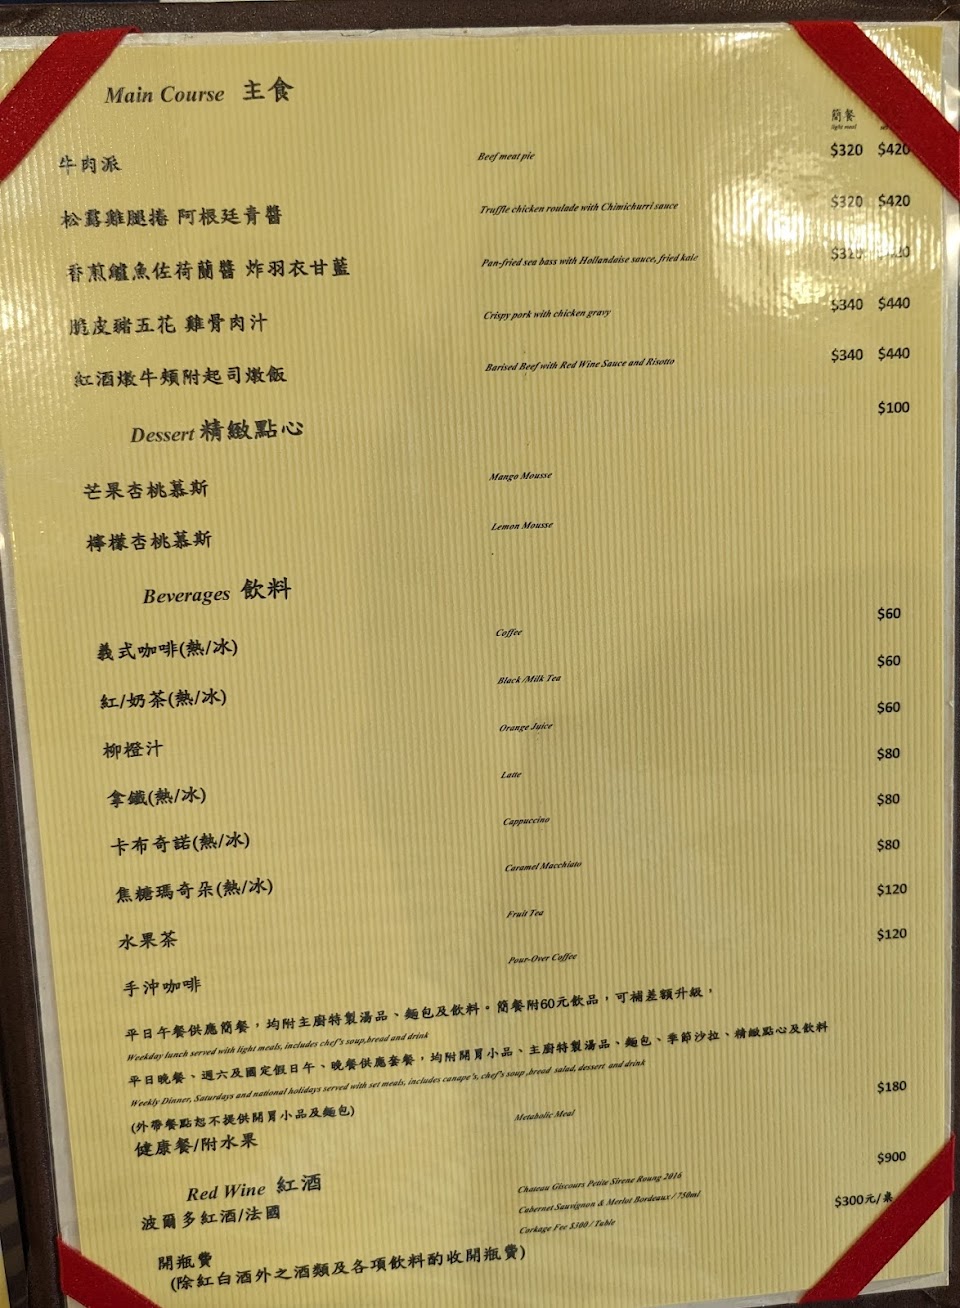 Main Course 主食
簡餐
light meal
牛肉派 Beef meat pie $320 $420
松露雞腿捲 阿根廷青醬 Truffle chicken roulade with Chimichurri sauce $320 $420
香煎鱸魚佐荷蘭醬 炸羽衣甘藍 Pan-fried sea bass with Hollandaise sauce, fried kale $320
脆皮豬五花 雞骨肉汁 Crispy pork with chicken gravy $340 $440
紅酒燉牛頰附起司燉飯 Barised Beef with Red Wine Sauce and Risotto $340 $440
Dessert 精緻點心 $100
芒果杏桃慕斯 Mango Mousse
檸檬杏桃慕斯 Lemon Mousse
Beverages 飲料
義式咖啡(熱/冰) Coffee $60
紅/奶茶(熱/冰) Black /Milk Tea $60
柳橙汁 Orange Juice $60
拿鐵(熱/冰) Latte $80
卡布奇諾(熱/冰) Cappuccino $80
焦糖瑪奇朵(熱/冰) Caramel Macchiato $80
水果茶 Fruit Tea $120
手沖咖啡 Pour-Over Coffee $120
平日午餐供應簡餐，均附主廚特製湯品、麵包及飲料。簡餐附60元飲品，可補差額升級，
Weekday lunch served with light meals, includes chef's soup,bread and drink
平日晚餐、週六及國定假日午、晚餐供應套餐，均附開胃小品、主廚特製湯品、麵包、季節沙拉、精緻點心及飲料
Weekly Dinner, Saturdays and national holidays served with set meals, includes canape's, chef's soup ,bread salad, dessert and drink
(外帶餐點恕不提供開胃小品及麵包)
健康餐/附水果 Metabolic Meal $180
Red Wine 紅酒
波爾多紅酒/法國 Chateau Giscours Petite Sirene Roung 2016 $900
Cabernet Sauvignon & Merlot Bordeaux / 750ml
開瓶費 Corkage Fee $300 / Table $300元/桌
(除紅白酒外之酒類及各項飲料酌收開瓶費)